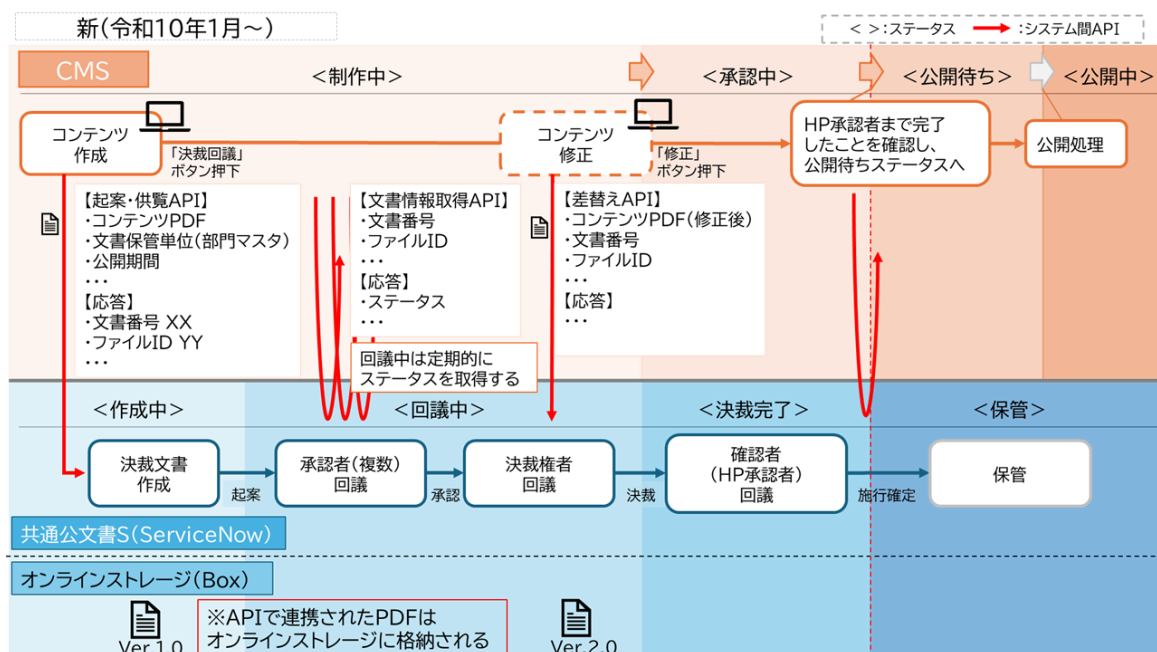 新(令和10年1月～)
< >:ステータス
:システム間API
CMS
<制作中>
<承認中>
<公開待ち>
<公開中>
コンテンツ
作成
「決裁回議」
ボタン押下
コンテンツ
修正
「修正」
ボタン押下
HP承認者まで完了
したことを確認し、
公開待ちステータスへ
公開処理
【起案・供覧API】
・コンテンツPDF
・文書保管単位(部門マスタ)
・公開期間
・・・
【応答】
・文書番号 XX
・ファイルID YY
・・・
【文書情報取得API】
・文書番号
・ファイルID
・・・
【応答】
・ステータス
・・・
【差替えAPI】
・コンテンツPDF(修正後)
・文書番号
・ファイルID
・・・
【応答】
・・・
回議中は定期的に
ステータスを取得する
<作成中>
<回議中>
<決裁完了>
<保管>
決裁文書
作成
起案
承認者(複数)
回議
承認
決裁権者
回議
決裁
確認者
(HP承認者)
回議
施行確定
保管
共通公文書S(ServiceNow)
オンラインストレージ(Box)
Ver.1.0
※APIで連携されたPDFは
オンラインストレージに格納される
Ver.2.0